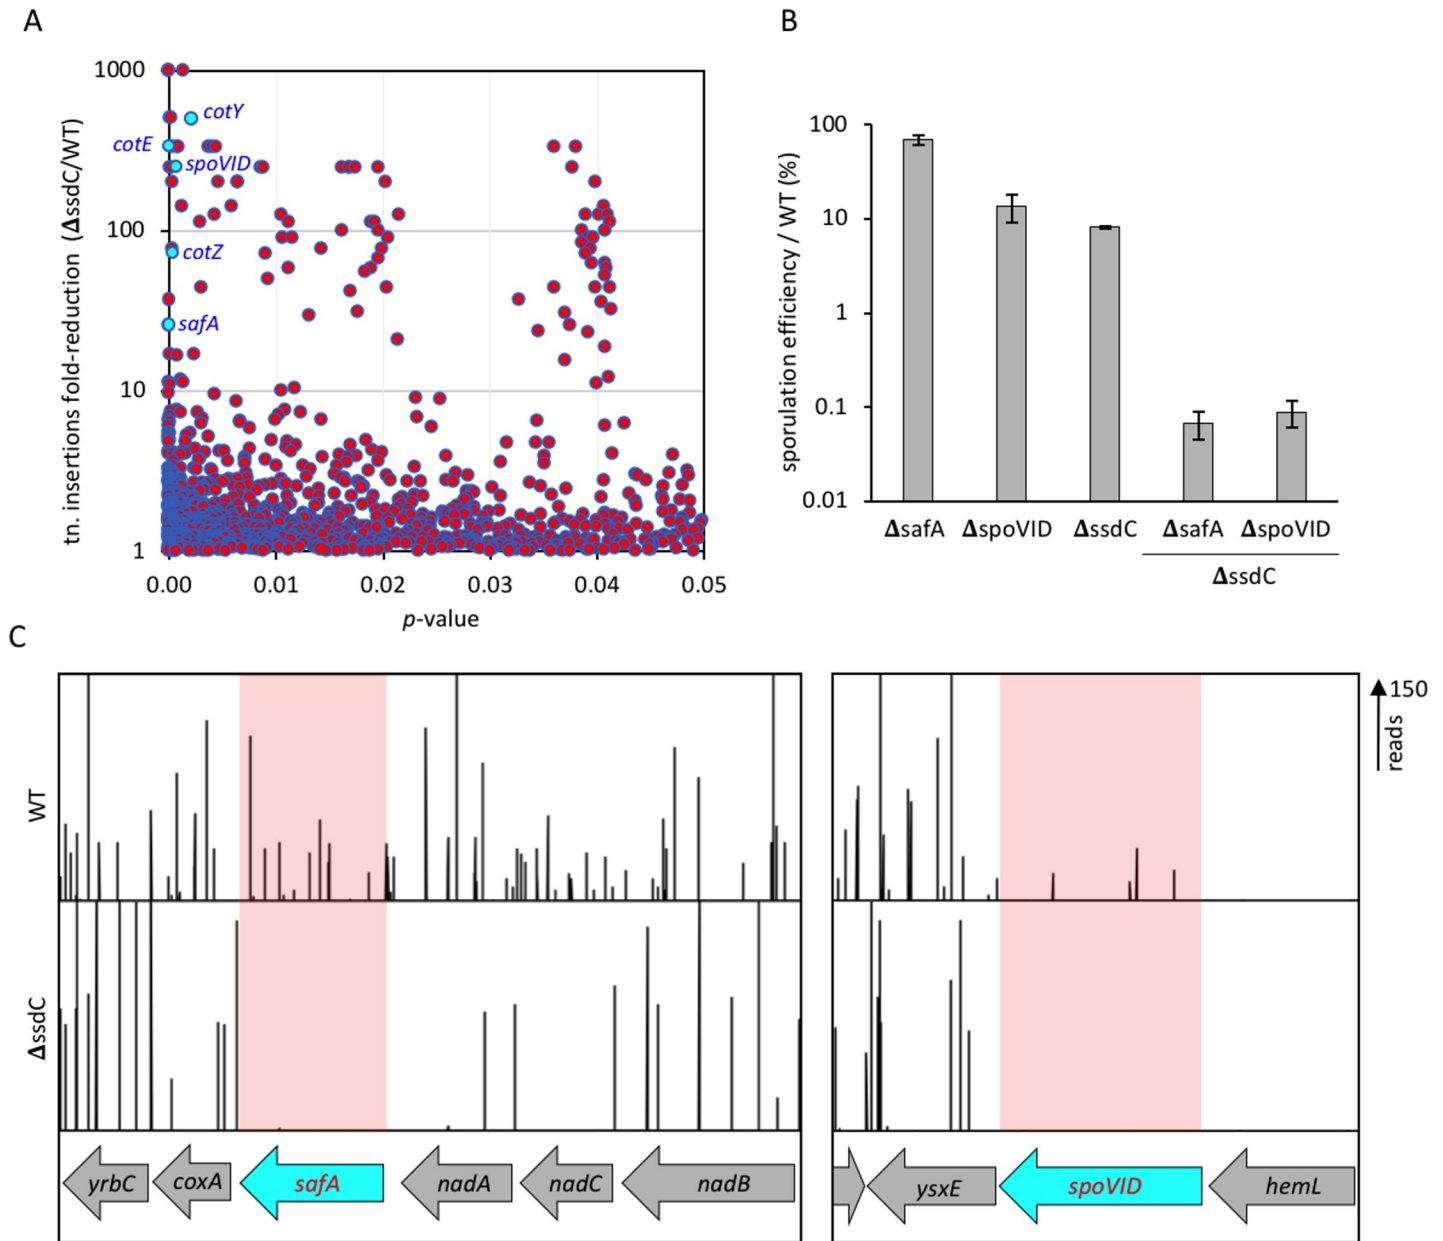 A
B
tn. insertions fold-reduction (ΔssdC/WT)
1000
100
10
1
cotY
cotE
spoVID
cotZ
safA
0.00 0.01 0.02 0.03 0.04 0.05
p-value
sporulation efficiency / WT (%)
100
10
1
0.1
0.01
ΔsafA ΔspoVID ΔssdC ΔsafA ΔspoVID
ΔssdC
C
WT
ΔssdC
150
reads
yrbC coxA safA nadA nadC nadB
ysxE spoVID hemL